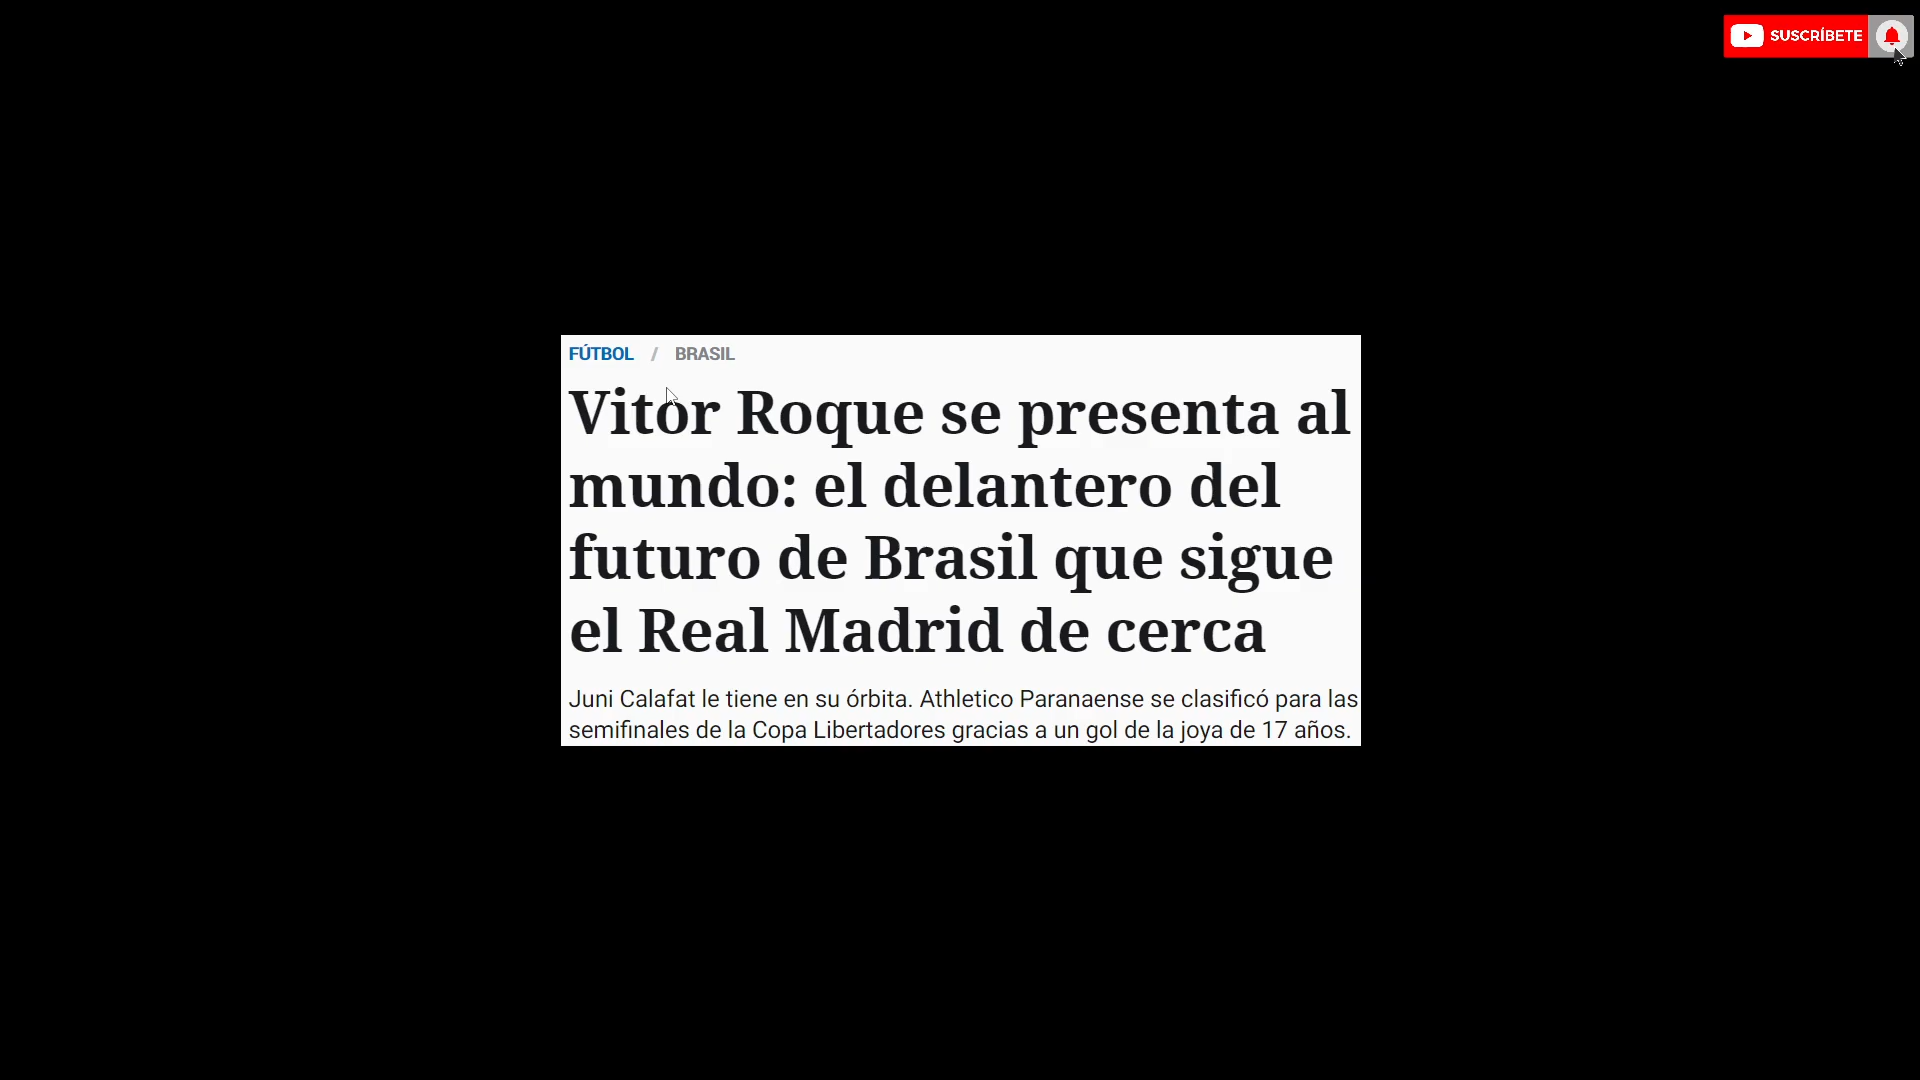 SUSCRÍBETE
FÚTBOL / BRASIL
Vitor Roque se presenta al
mundo: el delantero del
futuro de Brasil que sigue
el Real Madrid de cerca
Juni Calafat le tiene en su órbita. Athletico Paranaense se clasificó para las
semifinales de la Copa Libertadores gracias a un gol de la joya de 17 años.